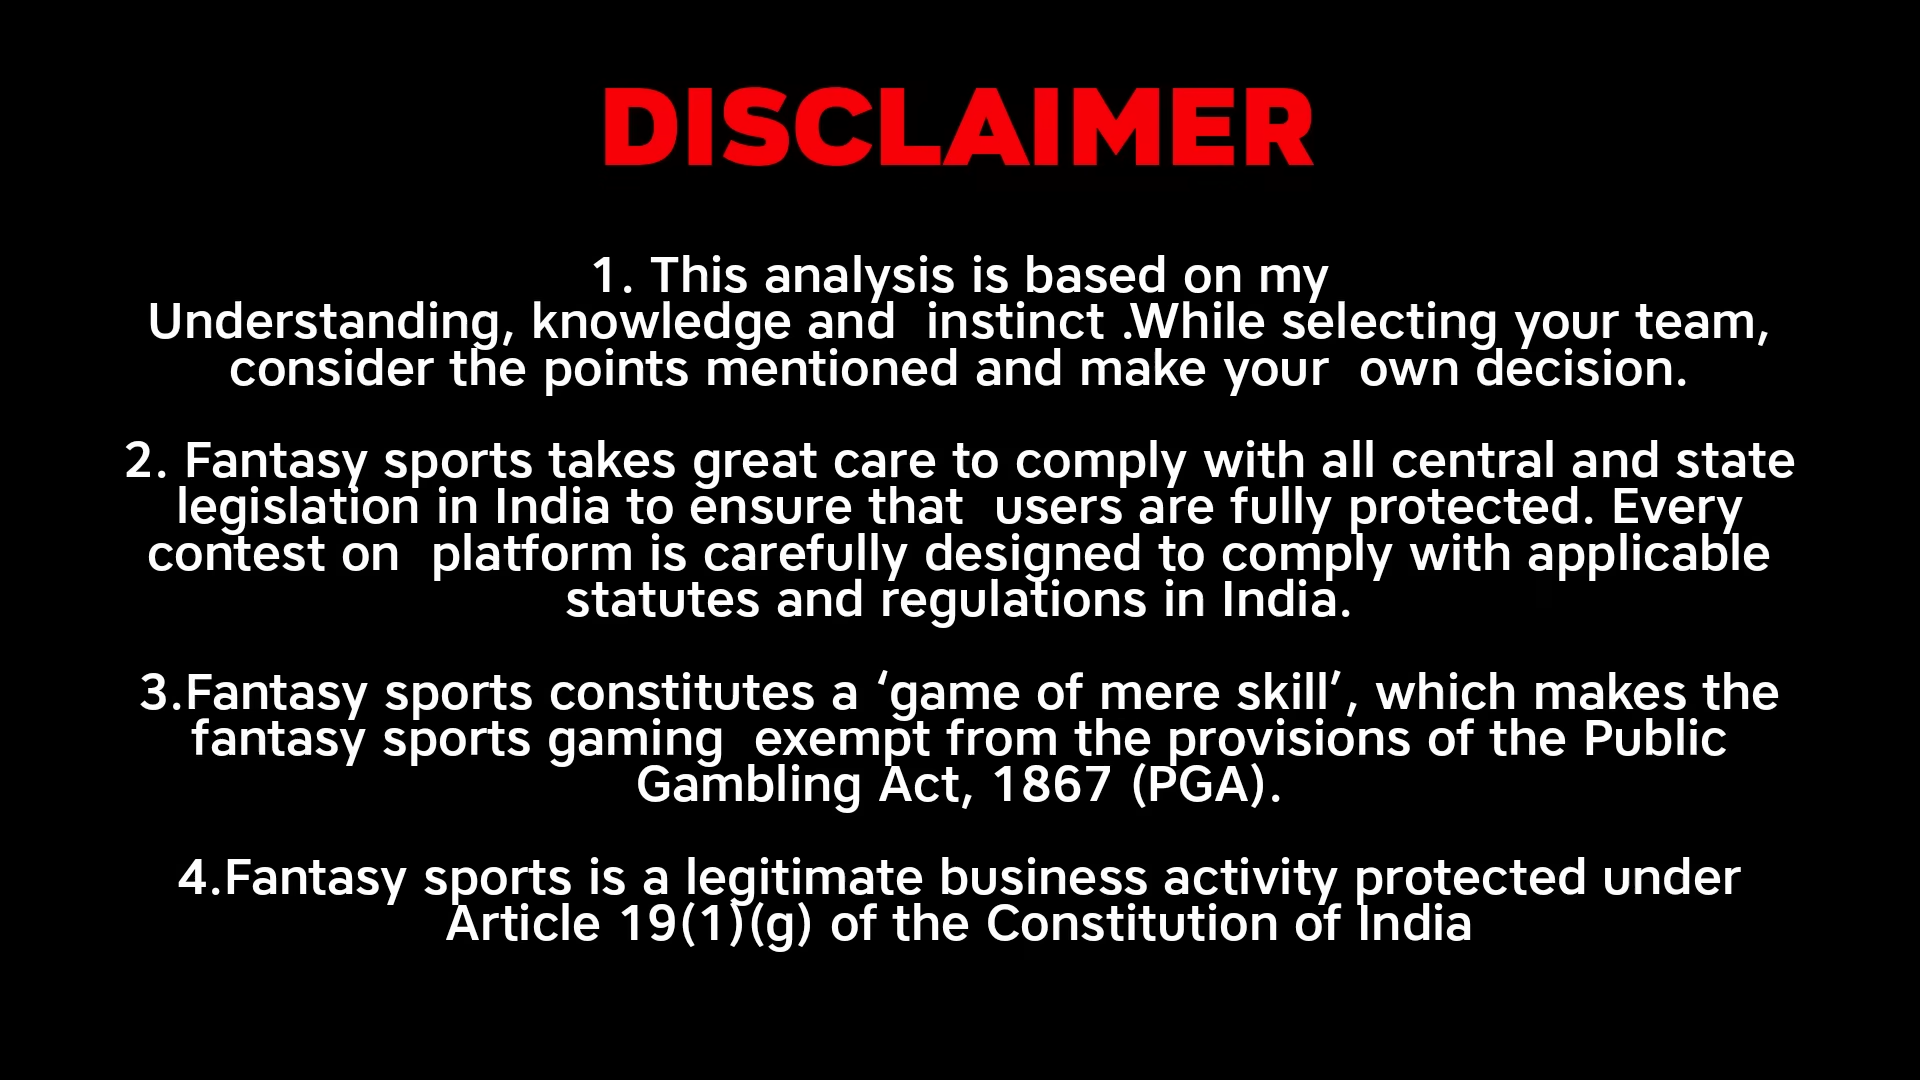 DISCLAIMER
1. This analysis is based on my
Understanding, knowledge and  instinct .While selecting your team,
consider the points mentioned and make your  own decision.
2. Fantasy sports takes great care to comply with all central and state
legislation in India to ensure that  users are fully protected. Every
contest on  platform is carefully designed to comply with applicable
statutes and regulations in India.
3.Fantasy sports constitutes a ‘game of mere skill’, which makes the
fantasy sports gaming  exempt from the provisions of the Public
Gambling Act, 1867 (PGA).
4.Fantasy sports is a legitimate business activity protected under
Article 19(1)(g) of the Constitution of India